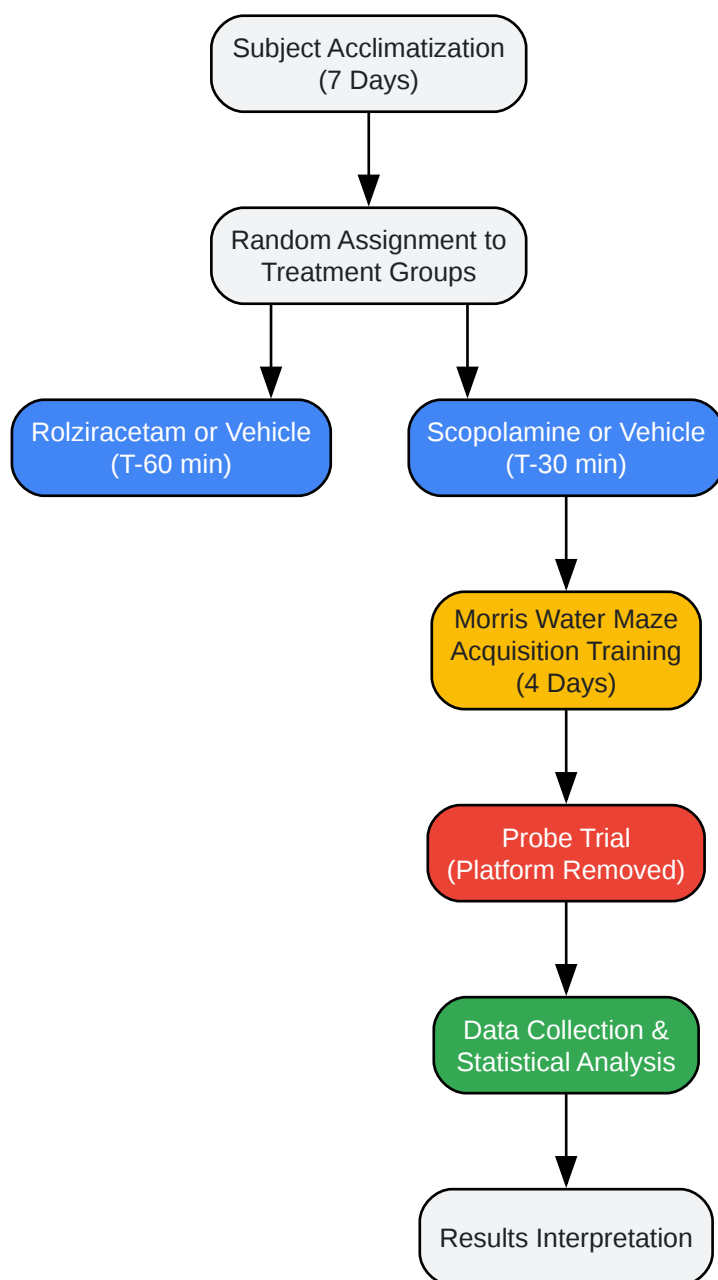 Subject Acclimatization
(7 Days)
Random Assignment to
Treatment Groups
Rolziracetam or Vehicle
(T-60 min)
Scopolamine or Vehicle
(T-30 min)
Morris Water Maze
Acquisition Training
(4 Days)
Probe Trial
(Platform Removed)
Data Collection &
Statistical Analysis
Results Interpretation